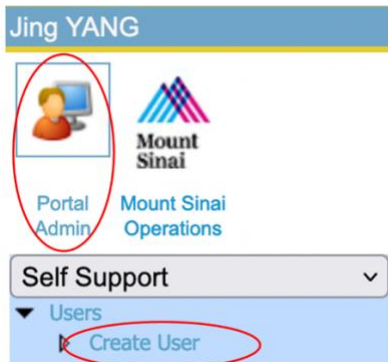 Jing YANG
Mount
Sinai
Portal
Admin
Mount Sinai
Operations
Self Support
Users
Create User